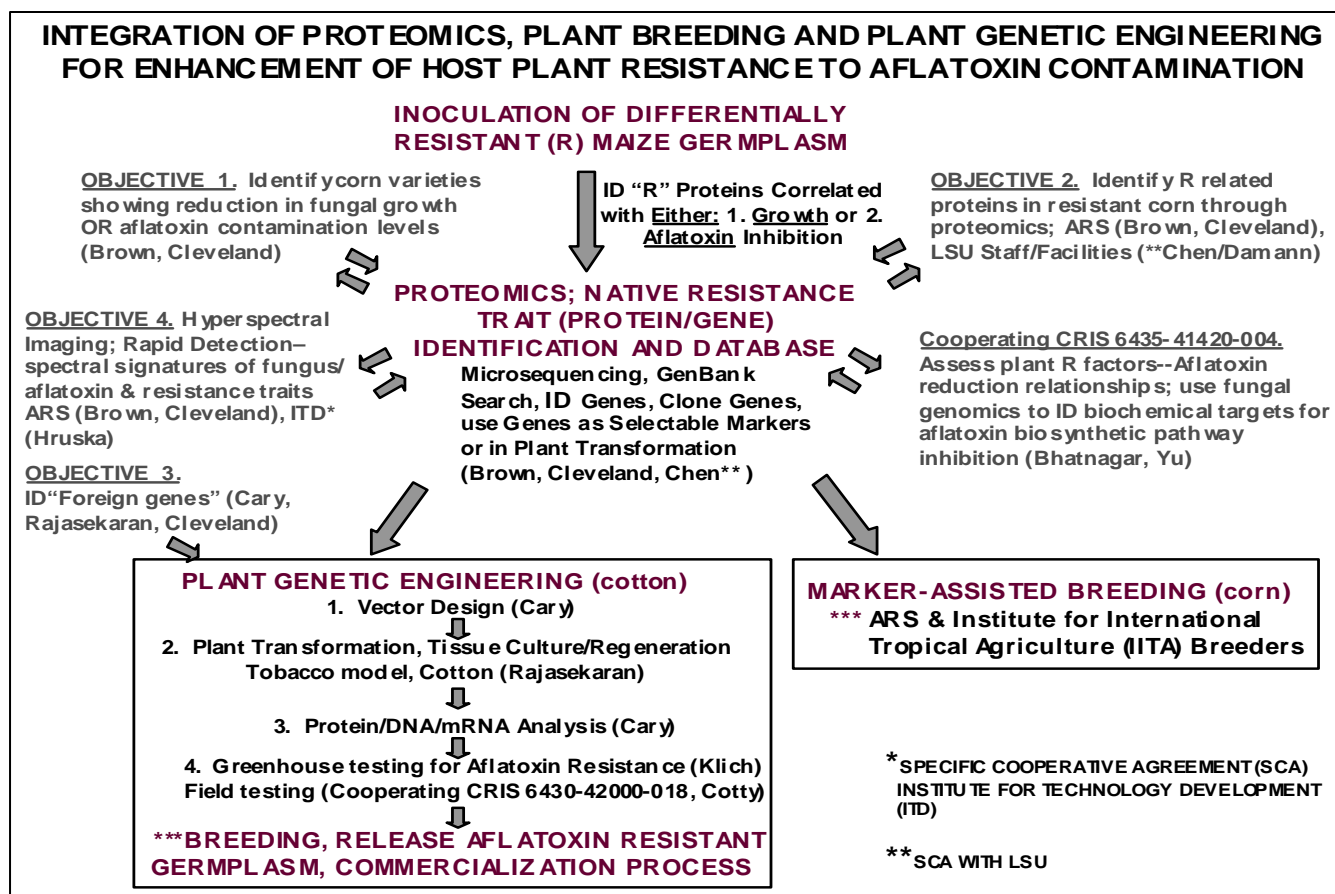 INTEGRATION OF PROTEOMICS, PLANT BREEDING AND PLANT GENETIC ENGINEERING
FOR ENHANCEMENT OF HOST PLANT RESISTANCE TO AFLATOXIN CONTAMINATION
INOCULATION OF DIFFERENTIALLY
RESISTANT (R) MAIZE GERMPLASM
OBJECTIVE 1. Identify corn varieties
showing reduction in fungal growth
OR aflatoxin contamination levels
(Brown, Cleveland)
ID “R” Proteins Correlated
with Either: 1. Growth or 2.
Aflatoxin Inhibition
OBJECTIVE 2. Identify R related
proteins in resistant corn through
proteomics; ARS (Brown, Cleveland),
LSU Staff/Facilities (**Chen/Damann)
PROTEOMICS; NATIVE RESISTANCE
TRAIT (PROTEIN/GENE)
IDENTIFICATION AND DATABASE
Microsequencing, GenBank
Search, ID Genes, Clone Genes,
use Genes as Selectable Markers
or in Plant Transformation
(Brown, Cleveland, Chen** )
OBJECTIVE 4. Hyperspectral
Imaging; Rapid Detection–
spectral signatures of fungus/
aflatoxin & resistance traits
ARS (Brown, Cleveland), ITD*
(Hruska)
Cooperating CRIS 6435-41420-004.
Assess plant R factors--Aflatoxin
reduction relationships; use fungal
genomics to ID biochemical targets for
aflatoxin biosynthetic pathway
inhibition (Bhatnagar, Yu)
OBJECTIVE 3.
ID“Foreign genes” (Cary,
Rajasekaran, Cleveland)
PLANT GENETIC ENGINEERING (cotton)
1. Vector Design (Cary)
2. Plant Transformation, Tissue Culture/Regeneration
Tobacco model, Cotton (Rajasekaran)
3. Protein/DNA/mRNA Analysis (Cary)
4. Greenhouse testing for Aflatoxin Resistance (Klich)
Field testing (Cooperating CRIS 6430-42000-018, Cotty)
***BREEDING, RELEASE AFLATOXIN RESISTANT
GERMPLASM, COMMERCIALIZATION PROCESS
MARKER-ASSISTED BREEDING (corn)
*** ARS & Institute for International
Tropical Agriculture (IITA) Breeders
*SPECIFIC COOPERATIVE AGREEMENT (SCA)
INSTITUTE FOR TECHNOLOGY DEVELOPMENT
(ITD)
**SCA WITH LSU